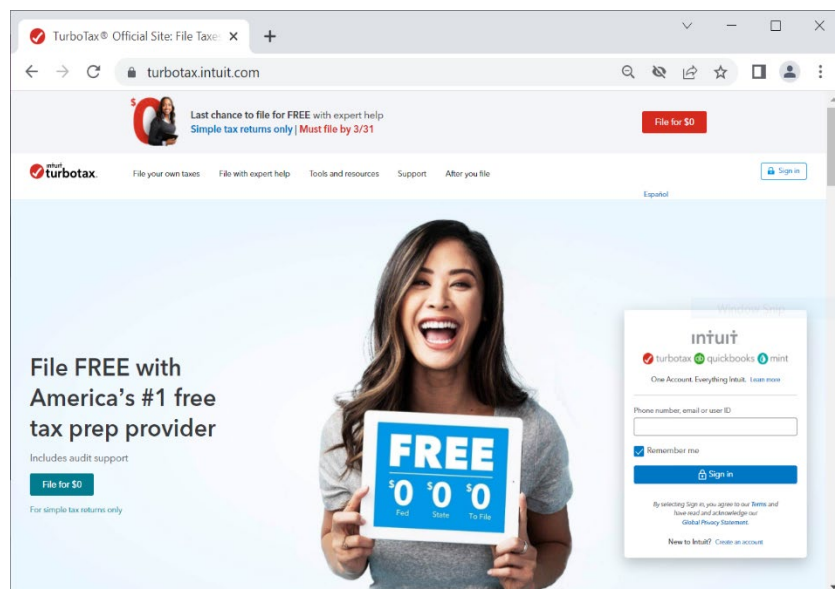 TurboTax® Official Site: File Taxes
turbotax.intuit.com
$0
Last chance to file for FREE with expert help
Simple tax returns only | Must file by 3/31
File for $0
intuit turbotax
File your own taxes
File with expert help
Tools and resources
Support
After you file
Sign in
Español
Window Snip
File FREE with
America's #1 free
tax prep provider
Includes audit support
File for $0
For simple tax returns only
FREE
$0 $0 $0
Fed State To File
intuit
turbotax qb quickbooks mint
One Account. Everything Intuit. Learn more
Phone number, email or user ID
Remember me
Sign in
By selecting Sign in, you agree to our Terms and
have read and acknowledge our
Global Privacy Statement.
New to Intuit? Create an account